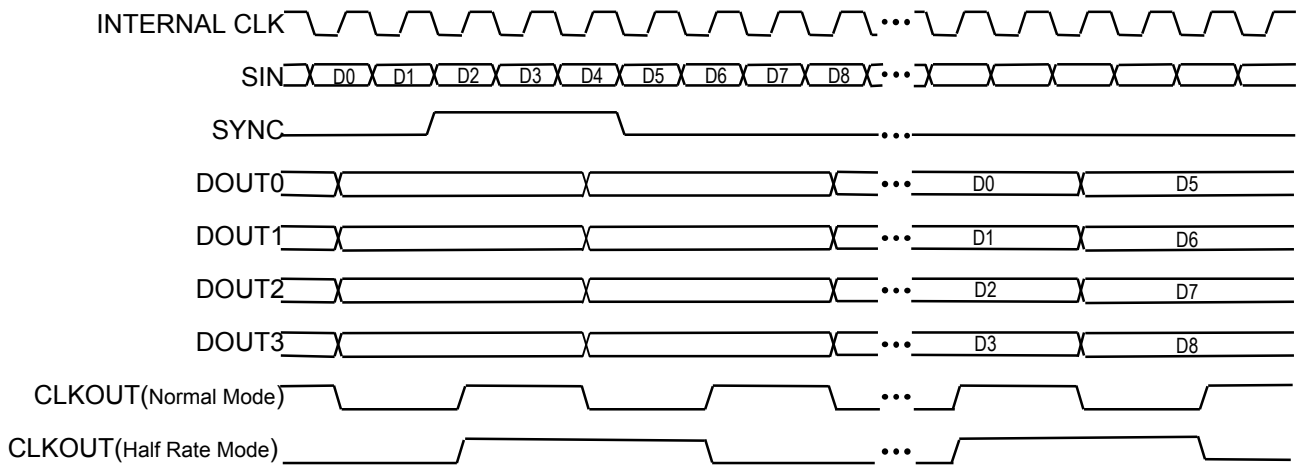 INTERNAL CLK
SIN D0 D1 D2 D3 D4 D5 D6 D7 D8
SYNC
DOUT0 D0 D5
DOUT1 D1 D6
DOUT2 D2 D7
DOUT3 D3 D8
CLKOUT(Normal Mode)
CLKOUT(Half Rate Mode)